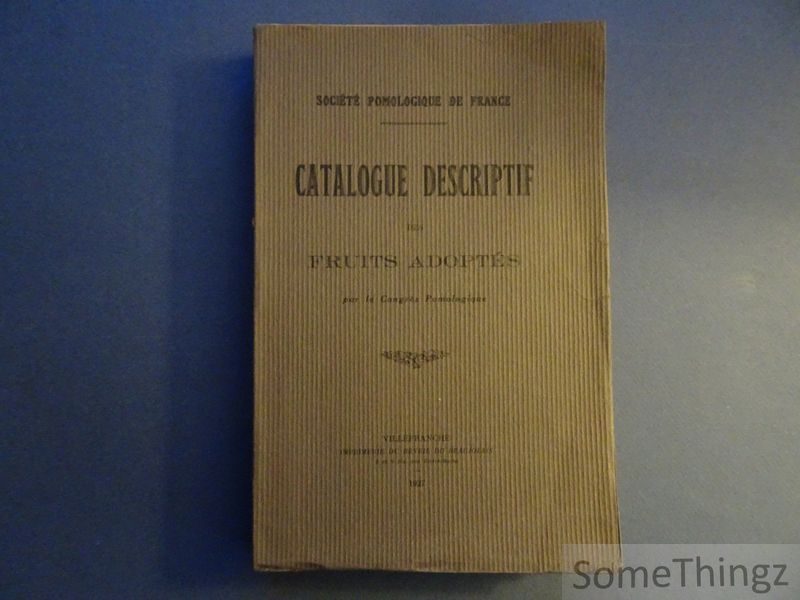 SOCIÉTÉ POMOLOGIQUE DE FRANCE
CATALOGUE DESCRIPTIF
DES
FRUITS ADOPTÉS
par le Congrès Pomologique
VILLEFRANCHE
IMPRIMERIE DU REVEIL DU BEAUJOLAIS
1927
SomeThingz